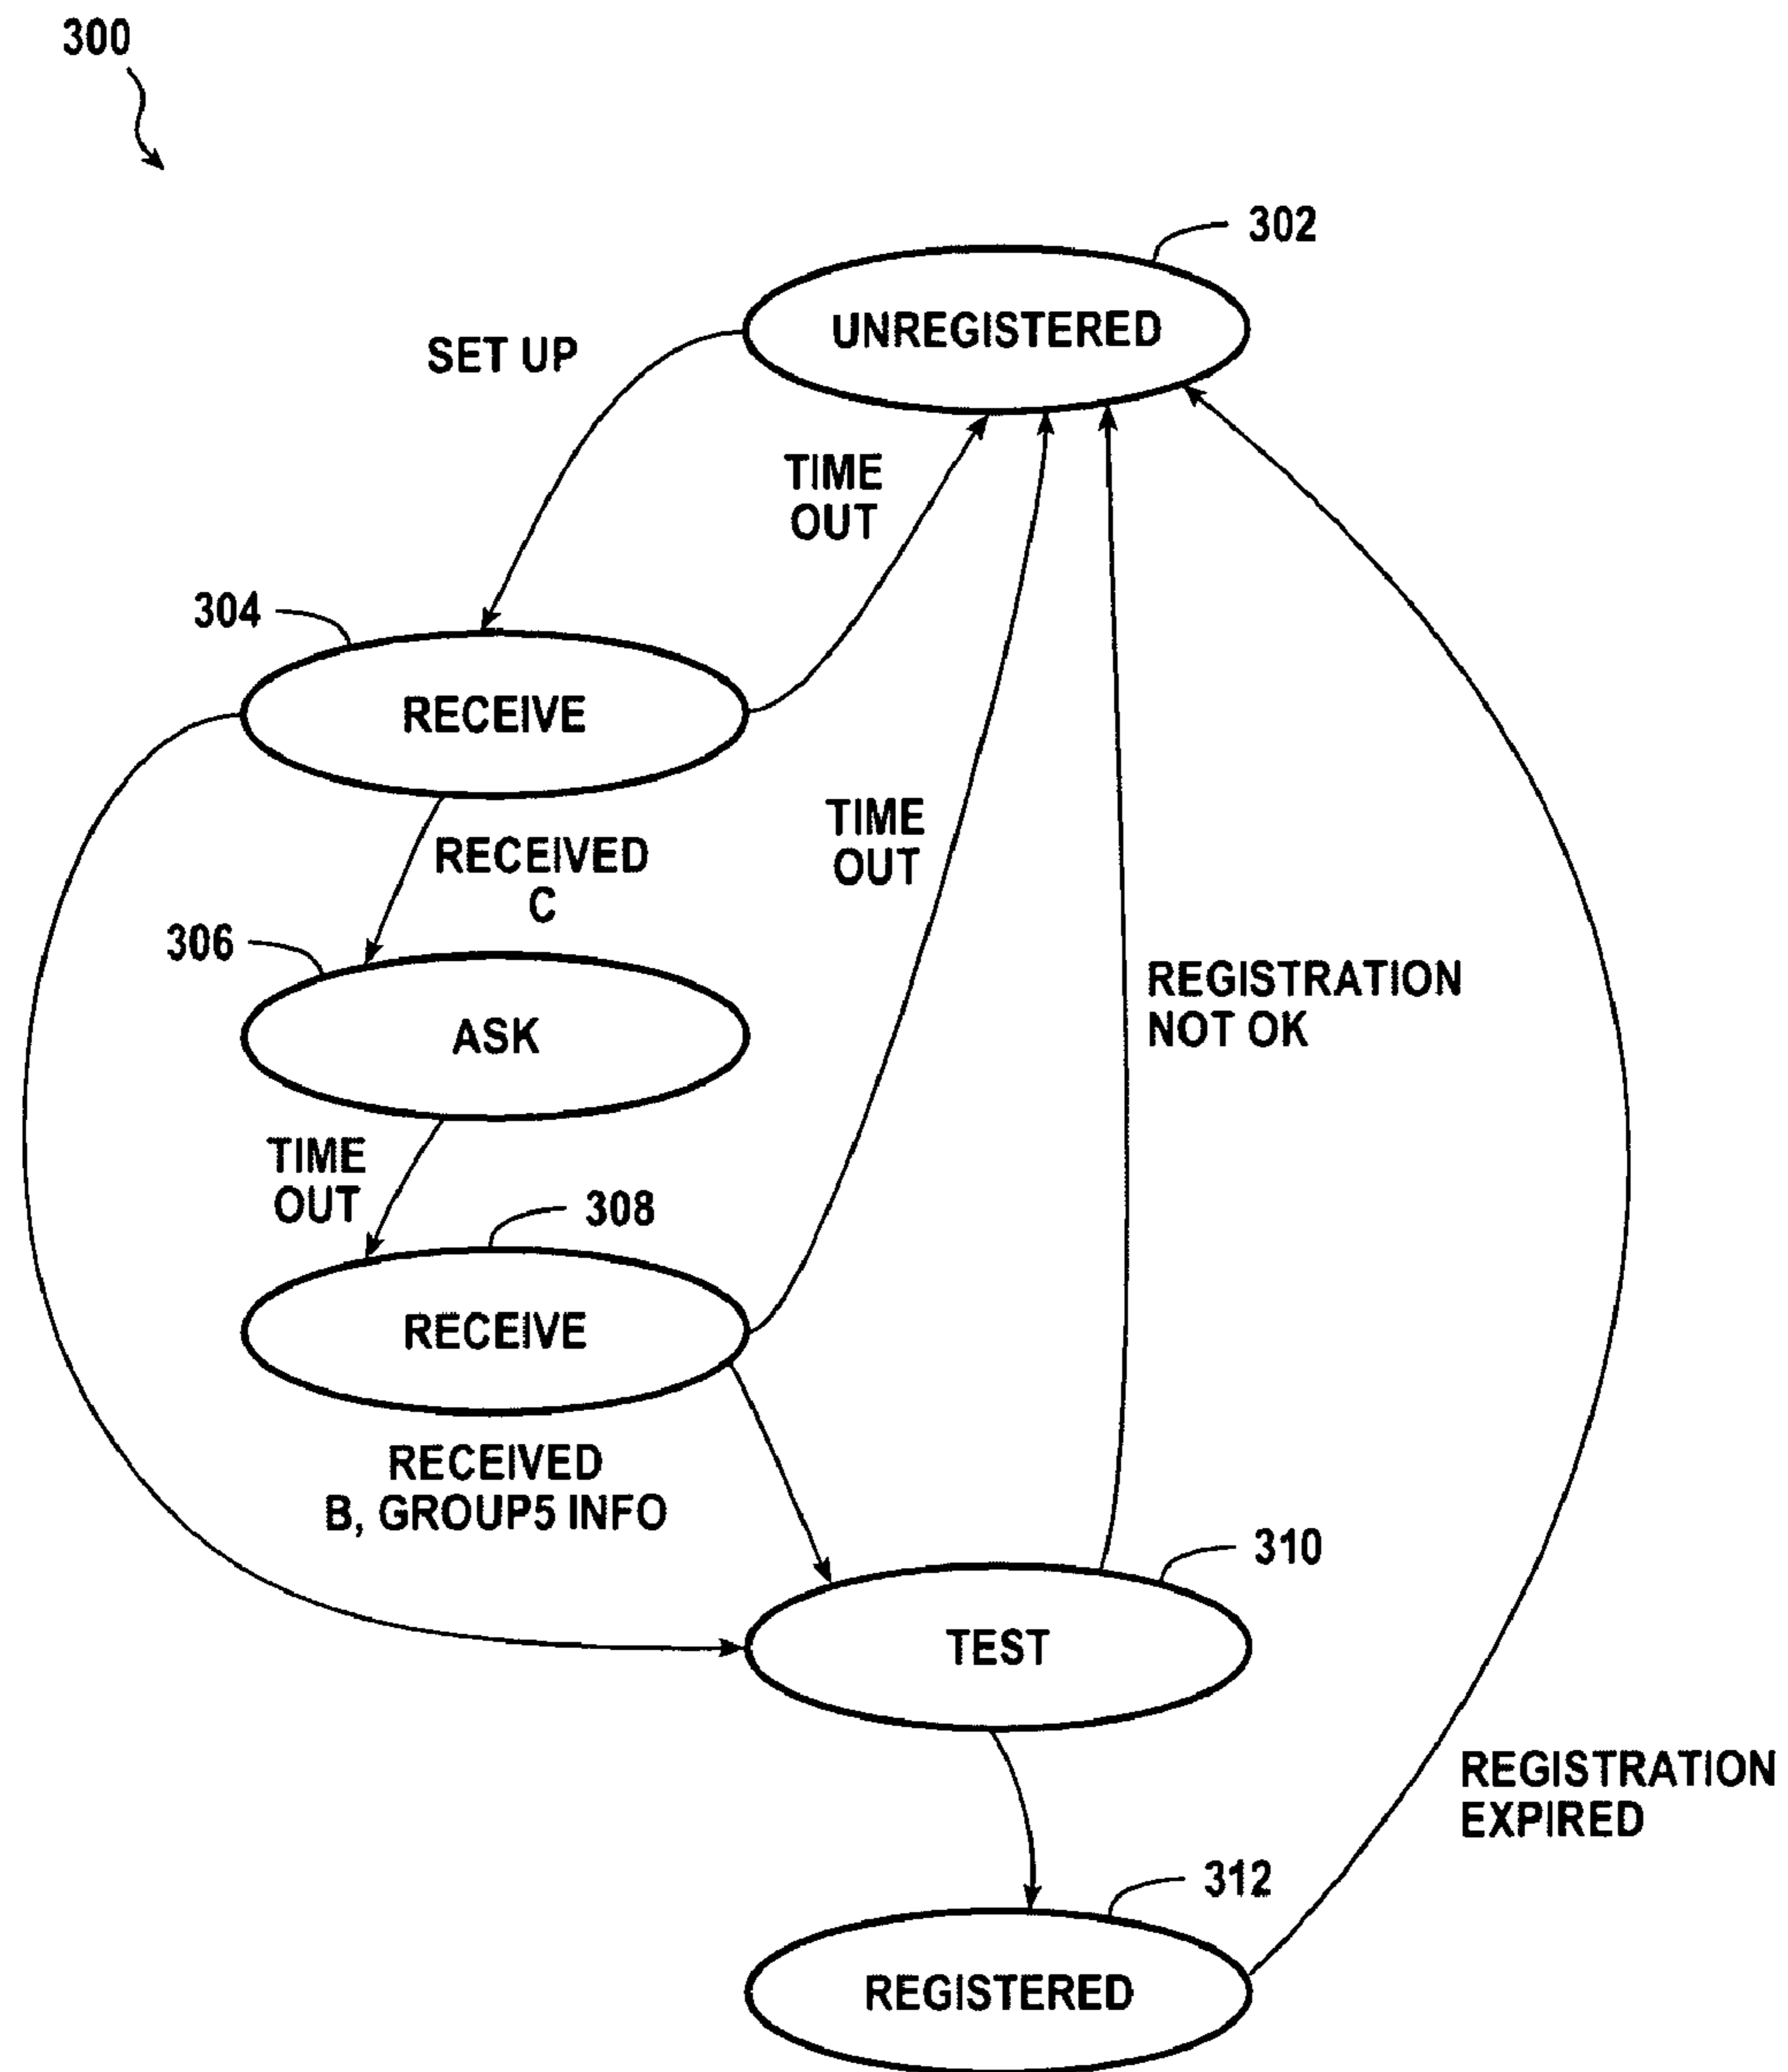 300
302
UNREGISTERED
SET UP
TIME
OUT
304
RECEIVE
TIME
OUT
RECEIVED
C
306
ASK
REGISTRATION
NOT OK
TIME
OUT
308
RECEIVE
RECEIVED
B, GROUP5 INFO
310
TEST
REGISTRATION
EXPIRED
312
REGISTERED